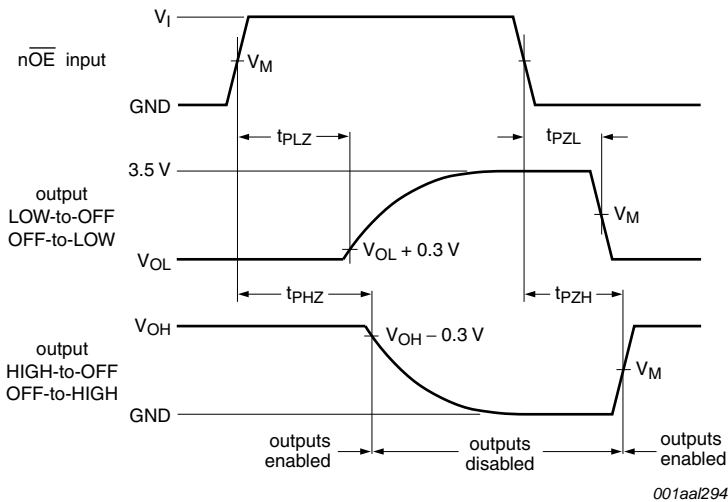 V_I
nO̅E̅ input
V_M
GND
t_PLZ
t_PZL
3.5 V
output
LOW-to-OFF
OFF-to-LOW
V_M
V_OL + 0.3 V
V_OL
t_PHZ
t_PZH
V_OH
V_OH − 0.3 V
output
HIGH-to-OFF
OFF-to-HIGH
V_M
GND
outputs
enabled
outputs
disabled
outputs
enabled
001aal294